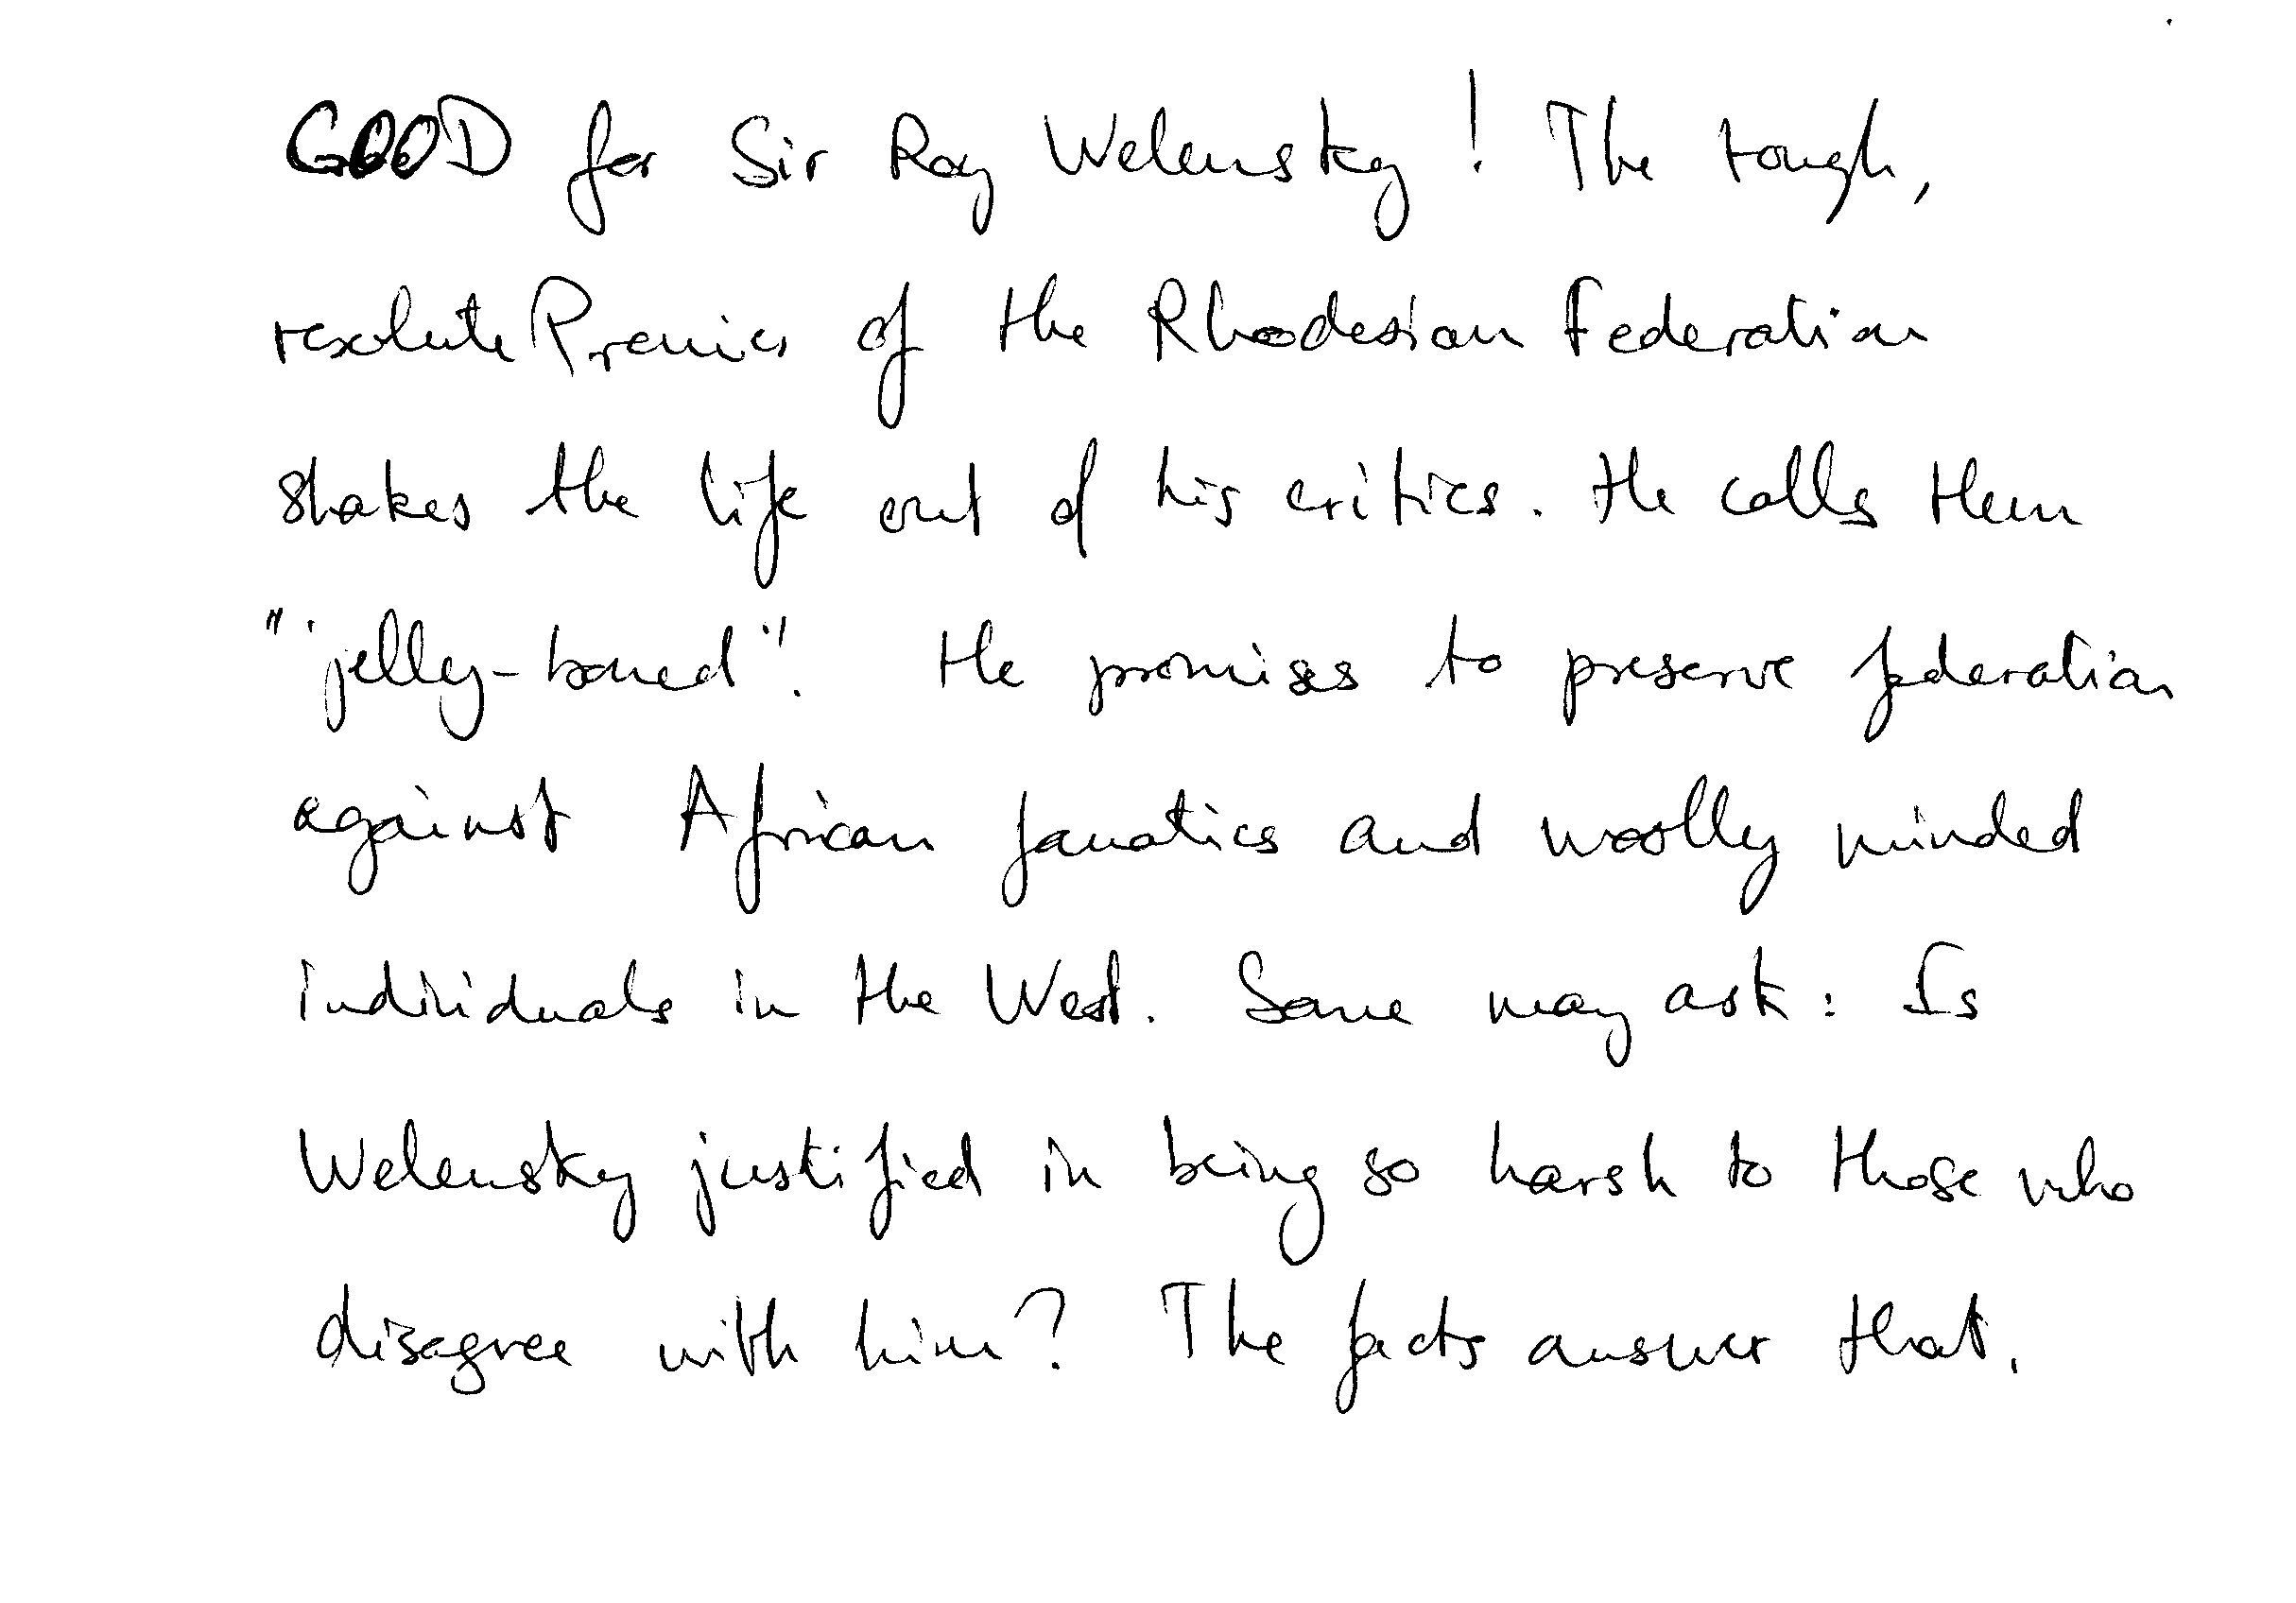 GOOD for Sir Roy Welensky! The tough,
resolute Premier of the Rhodesian Federation
shakes the life out of his critics. He calls them
"jelly-boned". He promises to preserve federation
against African fanatics and woolly minded
individuals in the West. Some may ask: Is
Welensky justified in being so harsh to those who
disagree with him? The facts answer that.